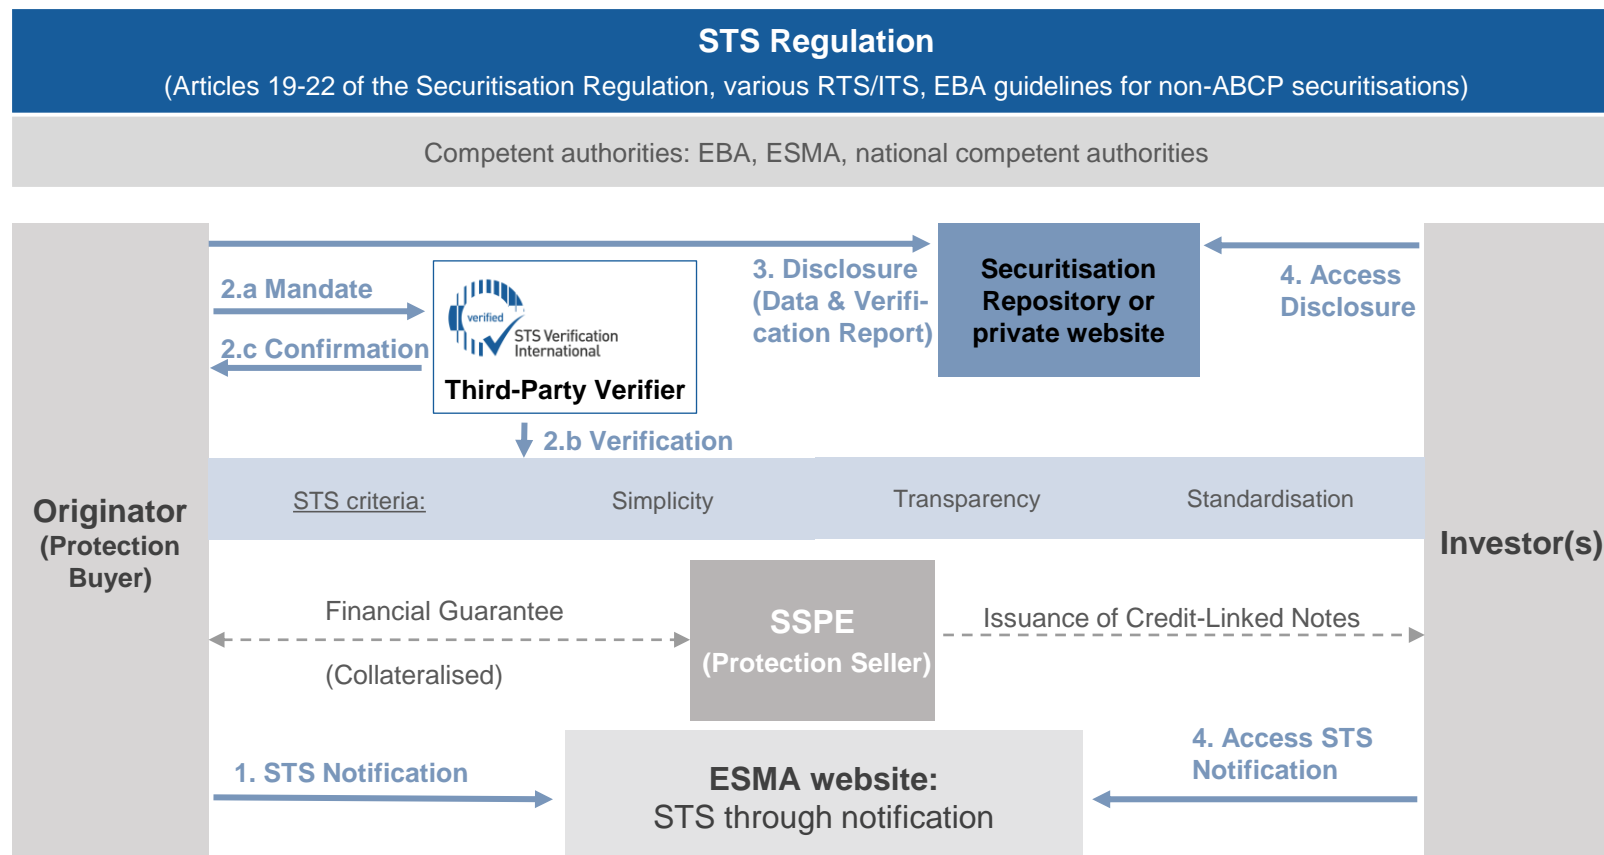 STS Regulation
(Articles 19-22 of the Securitisation Regulation, various RTS/ITS, EBA guidelines for non-ABCP securitisations)
Competent authorities: EBA, ESMA, national competent authorities
2.a Mandate
2.c Confirmation
verified
STS Verification
International
Third-Party Verifier
2.b Verification
3. Disclosure
(Data & Verifi-
cation Report)
Securitisation
Repository or
private website
4. Access
Disclosure
Originator
(Protection
Buyer)
STS criteria:
Simplicity
Transparency
Standardisation
Investor(s)
Financial Guarantee
(Collateralised)
SSPE
(Protection Seller)
Issuance of Credit-Linked Notes
1. STS Notification
ESMA website:
STS through notification
4. Access STS
Notification